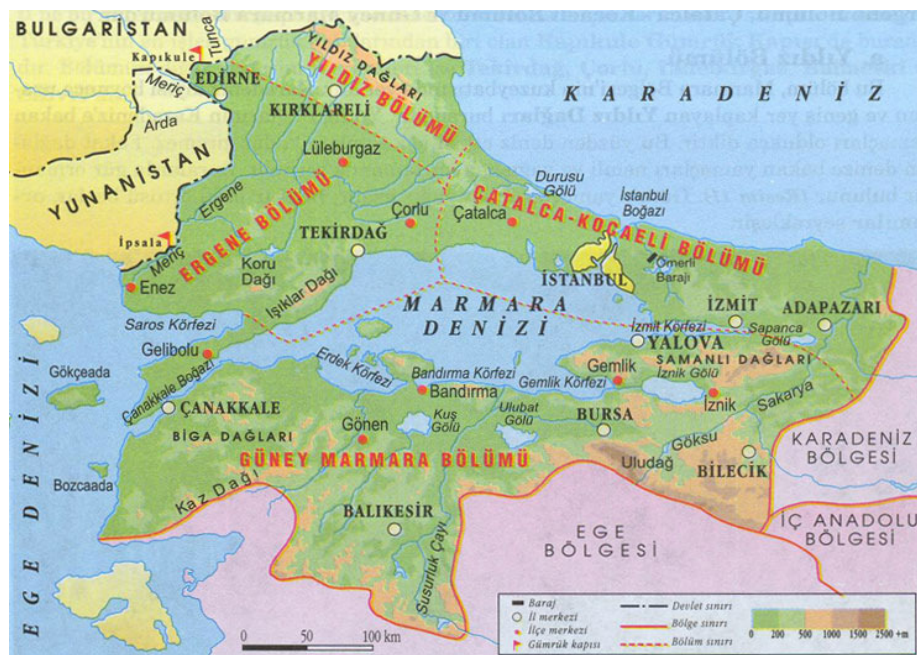 BULGARİSTAN
Kapıkule
Tunca
EDİRNE
Meriç
Arda
YUNANİSTAN
İpsala
Meriç
Enez
YILDIZ DAĞLARI
YILDIZ BÖLÜMÜ
KIRKLARELİ
Lüleburgaz
Ergene
ERGENE BÖLÜMÜ
Çorlu
TEKİRDAĞ
Koru
Dağı
Işıklar Dağı
KARADENİZ
Durusu
Gölü
İstanbul
Boğazı
Çatalca
ÇATALCA-KOCAELİ BÖLÜMÜ
İSTANBUL
Ömerli
Barajı
MARMARA
DENİZİ
İZMİT
ADAPAZARI
İzmit Körfezi
Sapanca
Gölü
YALOVA
SAMANLI DAĞLARI
Saros Körfezi
Gelibolu
Çanakkale Boğazı
Gökçeada
EGE DENİZİ
Bozcaada
ÇANAKKALE
BİGA DAĞLARI
Erdek Körfezi
Bandırma Körfezi
Bandırma
Gemlik Körfezi
Gemlik
İznik Gölü
İznik
Sakarya
Gönen
Kuş
Gölü
Ulubat
Gölü
BURSA
Göksu
Uludağ
BİLECİK
GÜNEY MARMARA BÖLÜMÜ
Kaz Dağı
BALIKESİR
Susurluk Çayı
KARADENİZ
BÖLGESİ
İÇ ANADOLU
BÖLGESİ
EGE
BÖLGESİ
0 50 100 km
Baraj
İl merkezi
İlçe merkezi
Gümrük kapısı
Devlet sınırı
Bölge sınırı
Bölüm sınırı
0 200 500 1000 1500 2500 +m